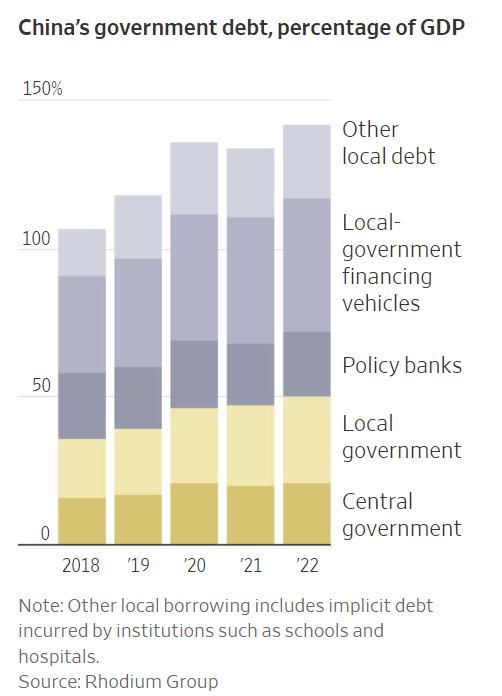 China’s government debt, percentage of GDP
150%
Other
local debt
100
Local-
government
financing
vehicles
Policy banks
50
Local
government
Central
government
0
2018 ’19 ’20 ’21 ’22
Note: Other local borrowing includes implicit debt
incurred by institutions such as schools and
hospitals.
Source: Rhodium Group